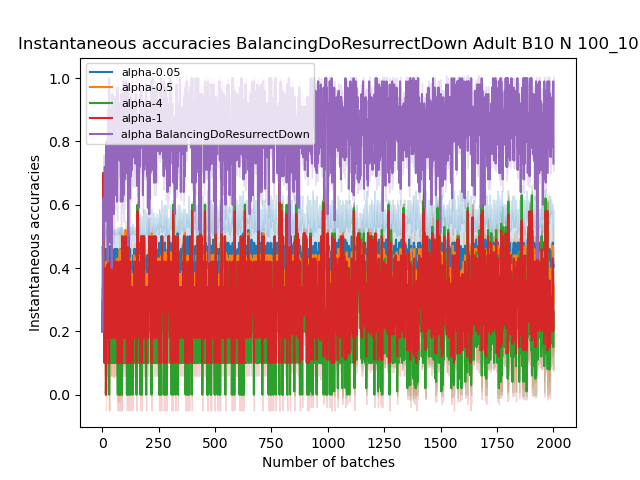 Instantaneous accuracies BalancingDoResurrectDown Adult B10 N 100_10
alpha-0.05
alpha-0.5
alpha-4
alpha-1
alpha BalancingDoResurrectDown
Instantaneous accuracies
1.0
0.8
0.6
0.4
0.2
0.0
0 250 500 750 1000 1250 1500 1750 2000
Number of batches